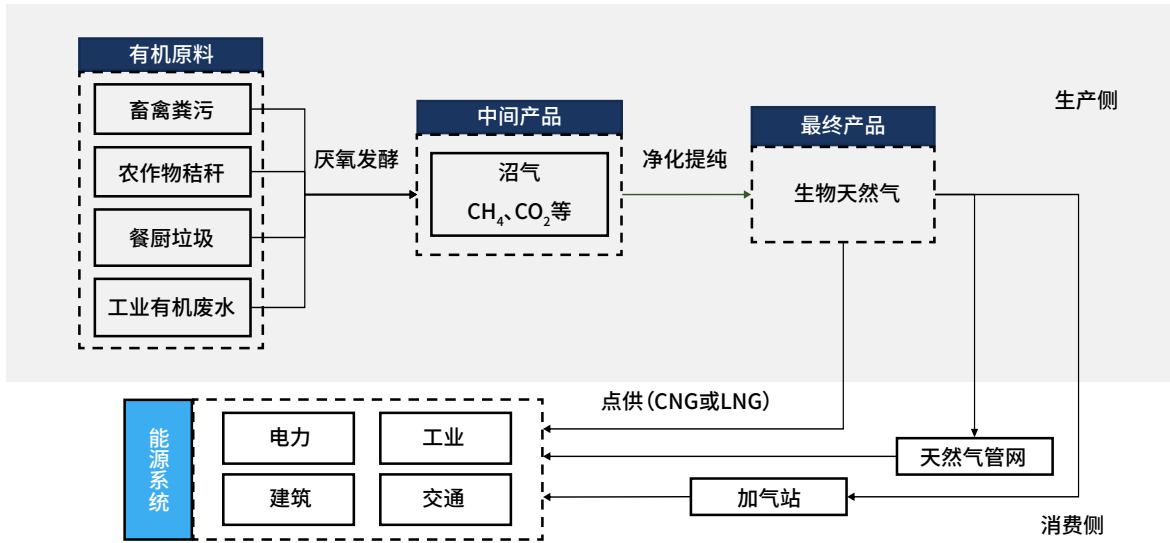 有机原料
畜禽粪污
农作物秸秆
餐厨垃圾
工业有机废水
厌氧发酵
中间产品
沼气
CH₄、CO₂等
净化提纯
最终产品
生物天然气
生产侧
点供（CNG或LNG）
能源系统
电力
工业
建筑
交通
天然气管网
加气站
消费侧